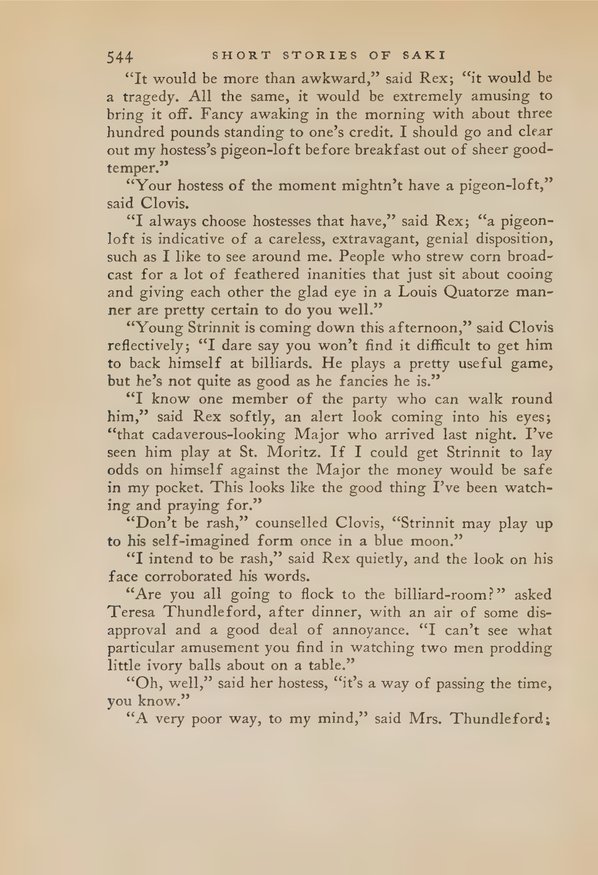 544 SHORT STORIES OF SAKI
“It would be more than awkward,” said Rex; “it would be
a tragedy. All the same, it would be extremely amusing to
bring it off. Fancy awaking in the morning with about three
hundred pounds standing to one’s credit. I should go and clear
out my hostess’s pigeon-loft before breakfast out of sheer good-
temper.”
“Your hostess of the moment mightn’t have a pigeon-loft,”
said Clovis.
“I always choose hostesses that have,” said Rex; “a pigeon-
loft is indicative of a careless, extravagant, genial disposition,
such as I like to see around me. People who strew corn broad-
cast for a lot of feathered inanities that just sit about cooing
and giving each other the glad eye in a Louis Quatorze man-
ner are pretty certain to do you well.”
“Young Strinnit is coming down this afternoon,” said Clovis
reflectively; “I dare say you won’t find it difficult to get him
to back himself at billiards. He plays a pretty useful game,
but he’s not quite as good as he fancies he is.”
“I know one member of the party who can walk round
him,” said Rex softly, an alert look coming into his eyes;
“that cadaverous-looking Major who arrived last night. I’ve
seen him play at St. Moritz. If I could get Strinnit to lay
odds on himself against the Major the money would be safe
in my pocket. This looks like the good thing I’ve been watch-
ing and praying for.”
“Don’t be rash,” counselled Clovis, “Strinnit may play up
to his self-imagined form once in a blue moon.”
“I intend to be rash,” said Rex quietly, and the look on his
face corroborated his words.
“Are you all going to flock to the billiard-room?” asked
Teresa Thundleford, after dinner, with an air of some dis-
approval and a good deal of annoyance. “I can’t see what
particular amusement you find in watching two men prodding
little ivory balls about on a table.”
“Oh, well,” said her hostess, “it’s a way of passing the time,
you know.”
“A very poor way, to my mind,” said Mrs. Thundleford;